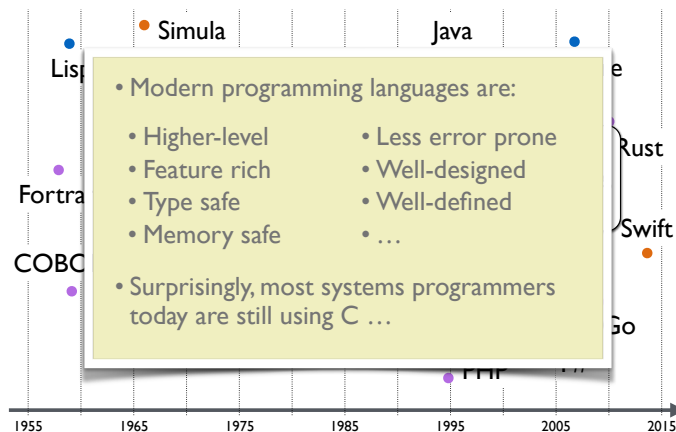 Simula
Java
Lisp
• Modern programming languages are:
• Higher-level
• Less error prone
• Feature rich
• Well-designed
Rust
• Type safe
• Well-defined
• Memory safe
• …
Swift
• Surprisingly, most systems programmers
today are still using C …
Go
PHP
1955
1965
1975
1985
1995
2005
2015